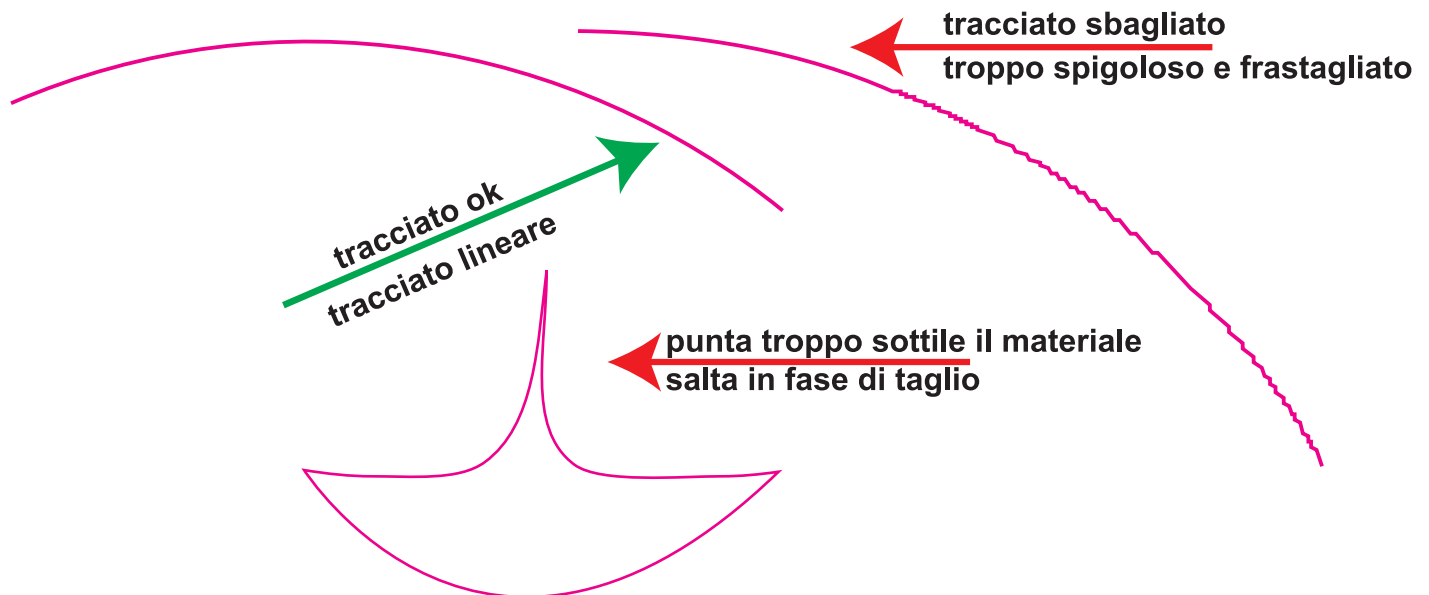 tracciato sbagliato
troppo spigoloso e frastagliato
tracciato ok
tracciato lineare
punta troppo sottile il materiale
salta in fase di taglio